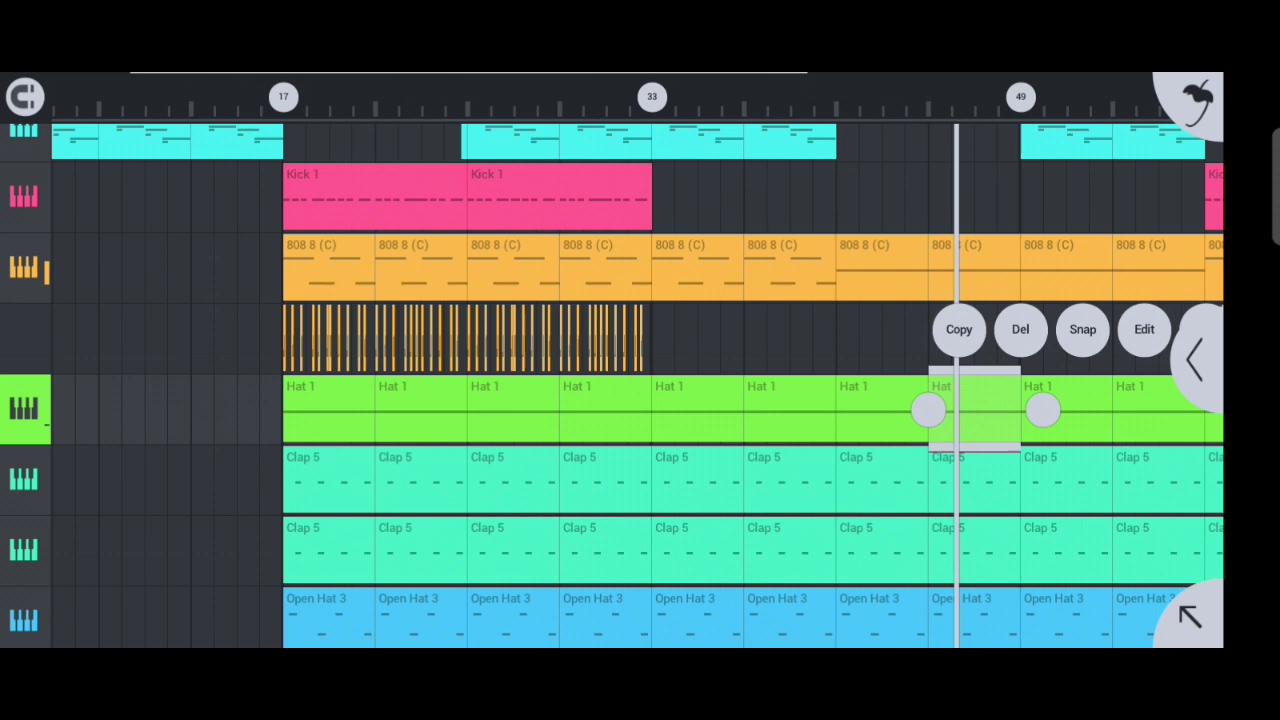 17 33 49
Kick 1 Kick 1 Kic
808 8 (C) 808 8 (C) 808 8 (C) 808 8 (C) 808 8 (C) 808 8 (C) 808 8 (C) 808 8 (C) 808 8 (C) 808 8 (C) 80
Copy Del Snap Edit
Hat 1 Hat 1 Hat 1 Hat 1 Hat 1 Hat 1 Hat 1 Hat Hat 1 Hat 1
Clap 5 Clap 5 Clap 5 Clap 5 Clap 5 Clap 5 Clap 5 Clap 5 Clap 5 Clap 5 Cla
Clap 5 Clap 5 Clap 5 Clap 5 Clap 5 Clap 5 Clap 5 Clap 5 Clap 5 Clap 5 Cla
Open Hat 3 Open Hat 3 Open Hat 3 Open Hat 3 Open Hat 3 Open Hat 3 Open Hat 3 Open Hat 3 Open Hat 3 Open Hat 3